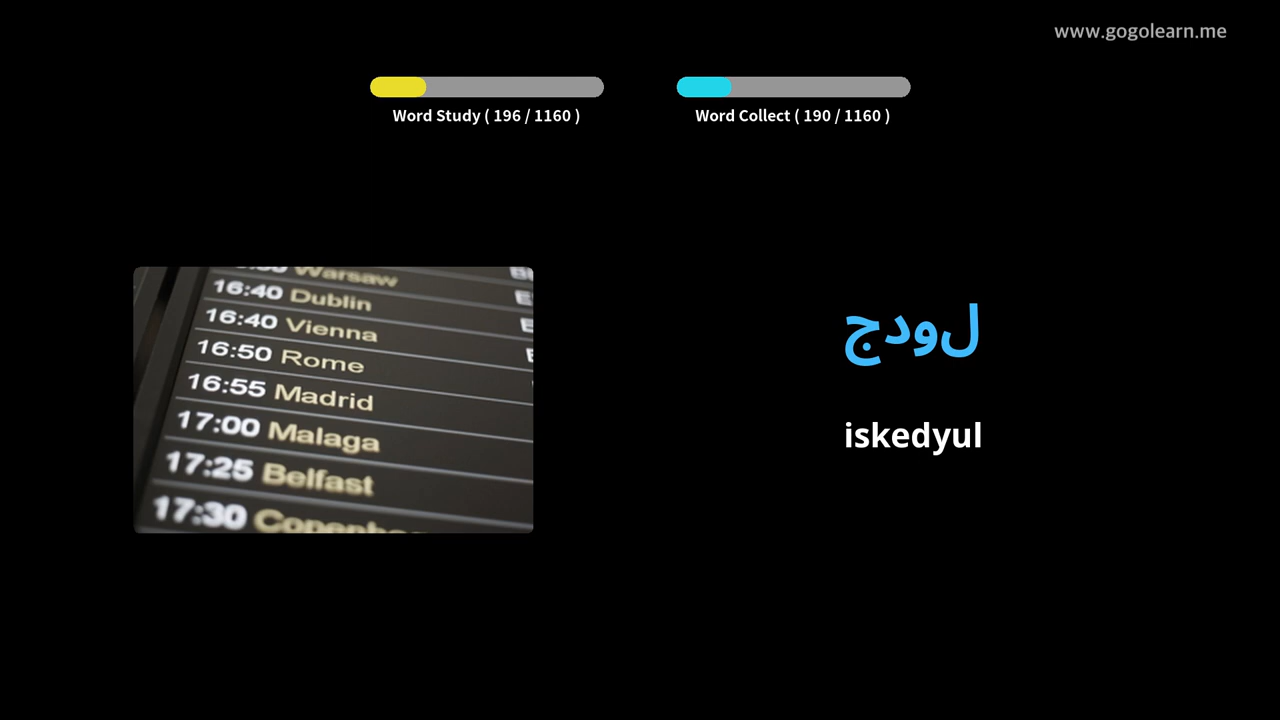 www.gogolearn.me
Word Study ( 196 / 1160 )
Word Collect ( 190 / 1160 )
Warsaw
16:40 Dublin
16:40 Vienna
16:50 Rome
16:55 Madrid
17:00 Malaga
17:25 Belfast
17:30
لودج
iskedyul